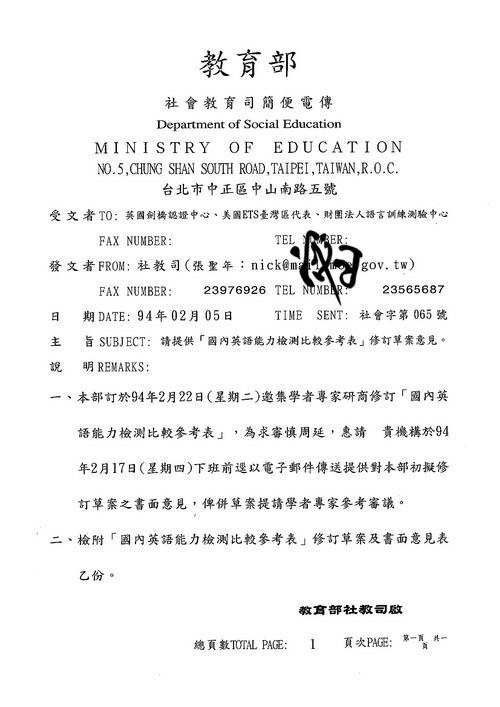 教育部
社會教育司簡便電傳
Department of Social Education
MINISTRY OF EDUCATION
NO.5,CHUNG SHAN SOUTH ROAD,TAIPEI,TAIWAN,R.O.C.
台北市中正區中山南路五號
受文者TO: 英國劍橋認證中心、美國ETS臺灣區代表、財團法人語言訓練測驗中心
FAX NUMBER: TEL NUMBER:
發文者FROM: 社教司(張聖年：nick@mail.moe.gov.tw)
FAX NUMBER: 23976926 TEL NUMBER: 23565687
日 期DATE: 94年02月05日 TIME SENT: 社會字第065號
主 旨SUBJECT: 請提供「國內英語能力檢測比較參考表」修訂草案意見。
說 明REMARKS:
一、本部訂於94年2月22日(星期二)邀集學者專家研商修訂「國內英
語能力檢測比較參考表」，為求審慎周延，惠請 貴機構於94
年2月17日(星期四)下班前逕以電子郵件傳送提供對本部初擬修
訂草案之書面意見，俾併草案提請學者專家參考審議。
二、檢附「國內英語能力檢測比較參考表」修訂草案及書面意見表
乙份。
教育部社教司啟
總頁數TOTAL PAGE: 1 頁次PAGE: 第一頁 共一頁